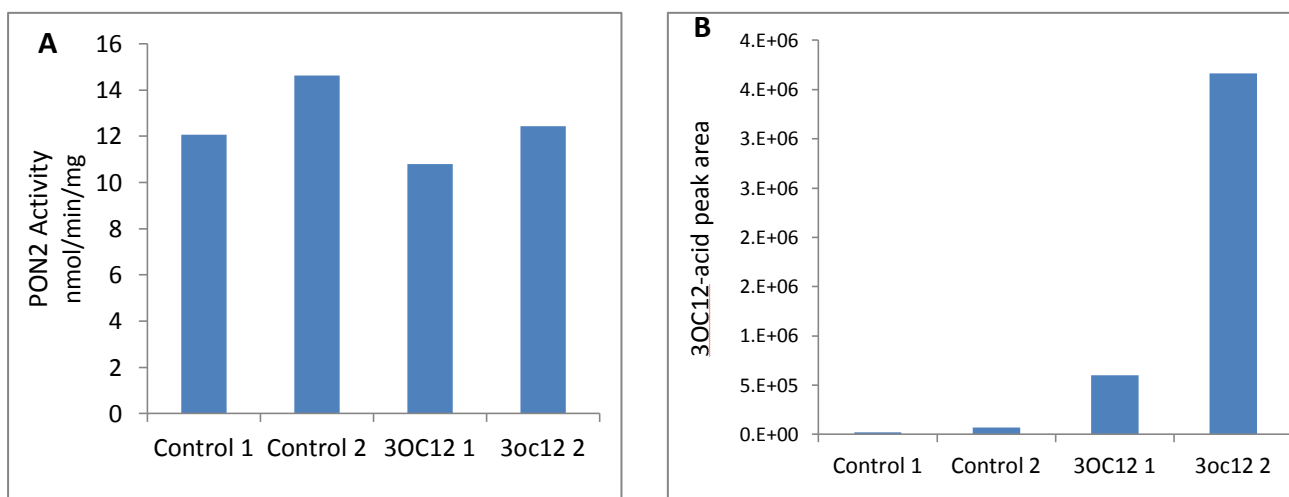 A
PON2 Activity
nmol/min/mg
16
14
12
10
8
6
4
2
0
Control 1 Control 2 3OC12 1 3oc12 2
B
3OC12-acid peak area
4.E+06
4.E+06
3.E+06
3.E+06
2.E+06
2.E+06
1.E+06
5.E+05
0.E+00
Control 1 Control 2 3OC12 1 3oc12 2